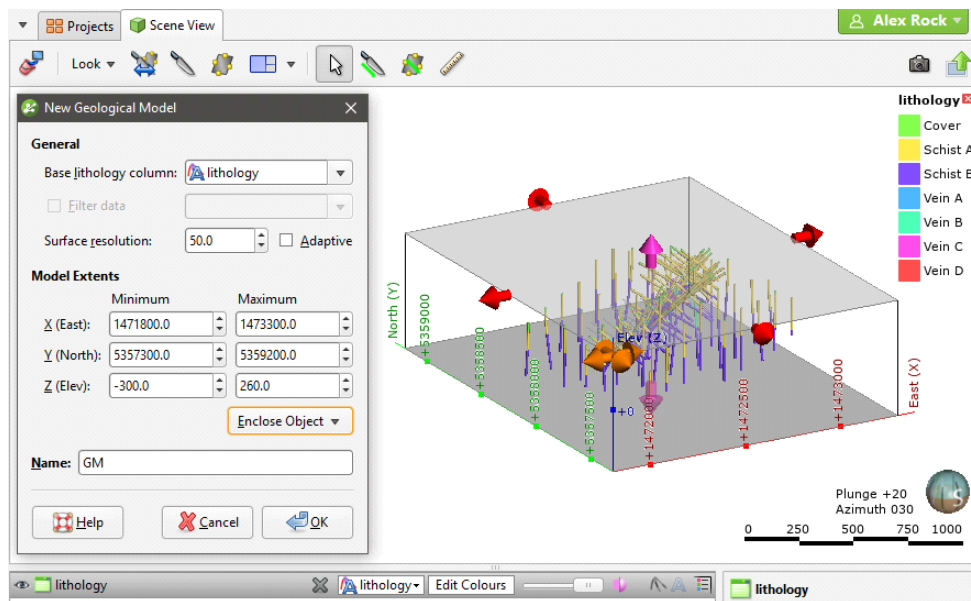 Projects
Scene View
Alex Rock
Look
New Geological Model
General
Base lithology column: lithology
Filter data
Surface resolution: 50.0 Adaptive
Model Extents
Minimum Maximum
X (East): 1471800.0 1473300.0
Y (North): 5357300.0 5359200.0
Z (Elev): -300.0 260.0
Enclose Object
Name: GM
Help Cancel OK
lithology
Cover
Schist A
Schist B
Vein A
Vein B
Vein C
Vein D
North (Y)
+5359000
+5358500
+5358000
+5357500
Elev (Z)
+0
+1472000
+1472500
+1473000
East (X)
Plunge +20
Azimuth 030
0 250 500 750 1000
S
lithology lithology Edit Colours
lithology